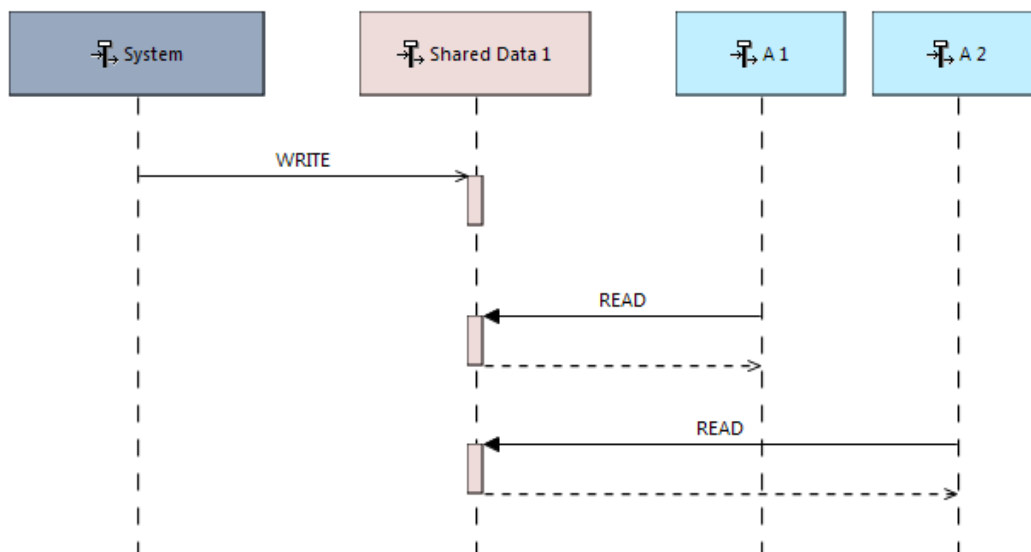 System
Shared Data 1
A 1
A 2
WRITE
READ
READ